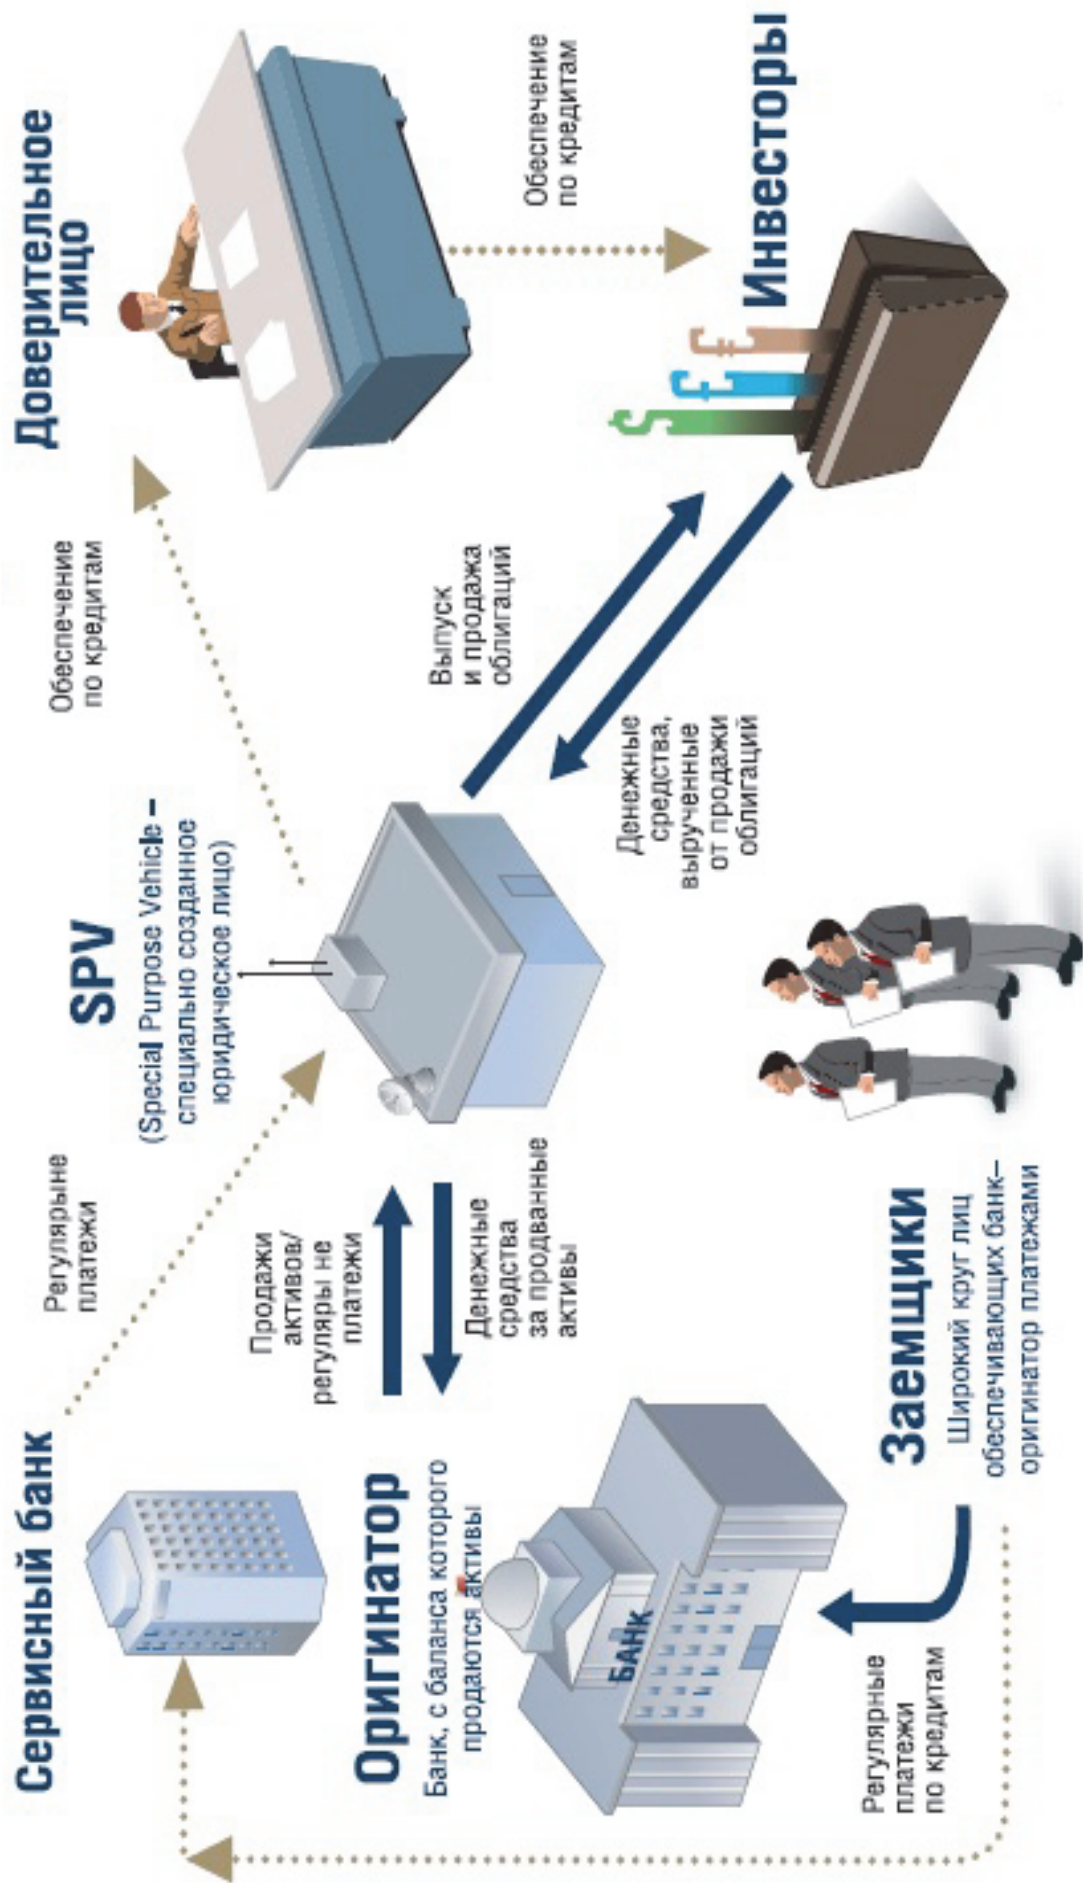 Сервисный банк
Регулярыне
платежи
SPV
(Special Purpose Vehicle –
специально созданное
юридическое лицо)
Обеспечение
по кредитам
Доверительное
лицо
Оригинатор
Банк, с баланса которого
продаются активы
БАНК
Продажи
активов/
регуляры не
платежи
Денежные
средства
за продванные
активы
Выпуск
и продажа
облигаций
Денежные
средства,
вырученные
от продажи
облигаций
Обеспечение
по кредитам
Инвесторы
Регулярные
платежи
по кредитам
Заемщики
Широкий круг лиц
обеспечивающих банк–
оригинатор платежами